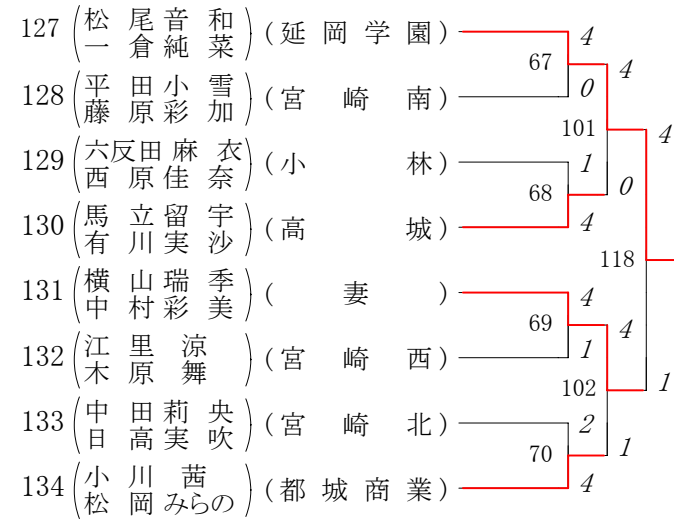 127 (松尾音和 一倉純菜) (延岡学園) 4
67 4
128 (平田小雪 藤原彩加) (宮崎南) 0
101 4
129 (六反田麻衣 西原佳奈) (小林) 1
68 0
130 (馬立留宇 有川実沙) (高城) 4
118
131 (横山瑞季 中村彩美) (妻) 4
69 4
132 (江里涼 木原舞) (宮崎西) 1
102 1
133 (中田莉央 日高実吹) (宮崎北) 2
70 1
134 (小川茜 松岡みらの) (都城商業) 4